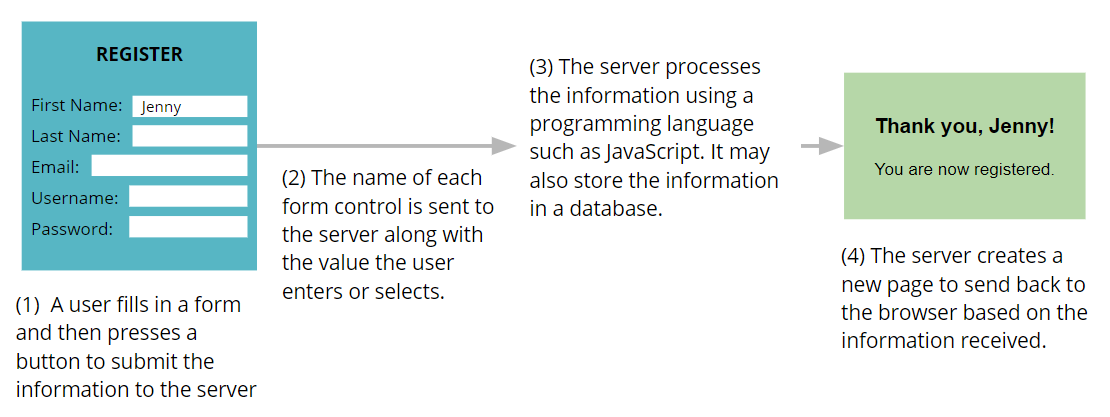 REGISTER
First Name: Jenny
Last Name:
Email:
Username:
Password:
(1) A user fills in a form
and then presses a
button to submit the
information to the server
(2) The name of each
form control is sent to
the server along with
the value the user
enters or selects.
(3) The server processes
the information using a
programming language
such as JavaScript. It may
also store the information
in a database.
Thank you, Jenny!
You are now registered.
(4) The server creates a
new page to send back to
the browser based on the
information received.